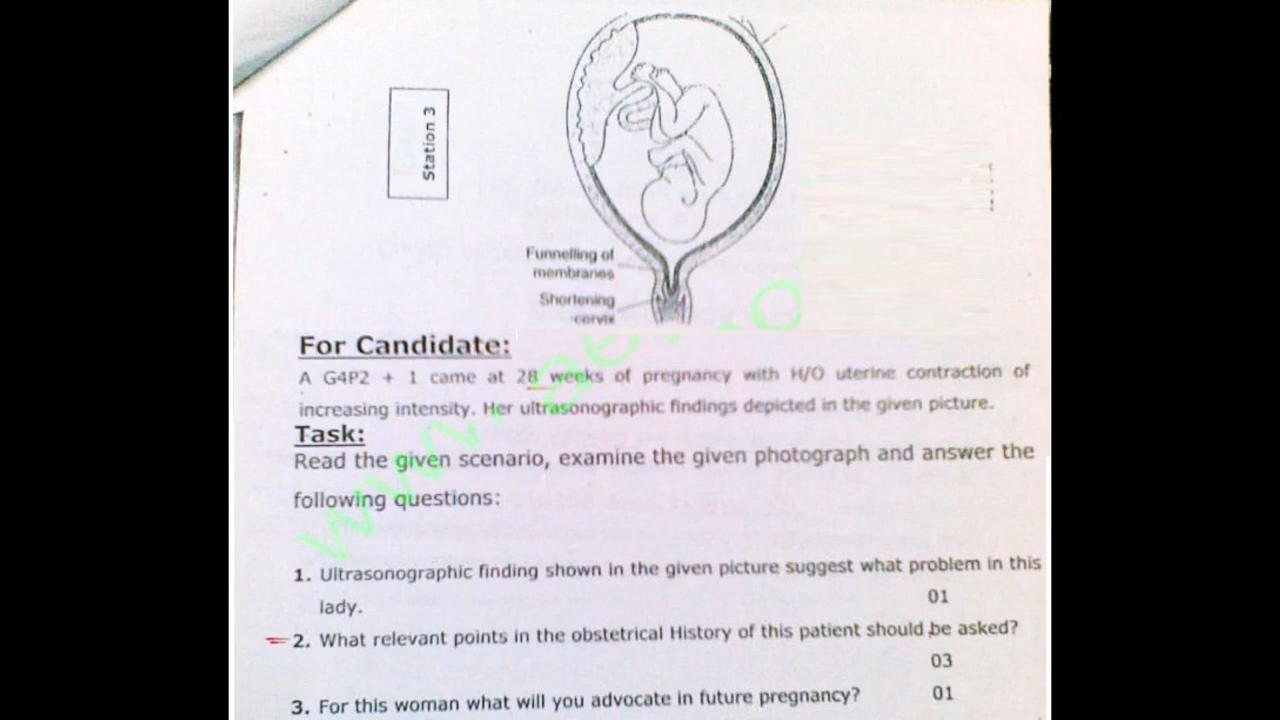 Station 3
Funnelling of
membranes
Shortening
cervix
For Candidate:
A G4P2 + 1 came at 28 weeks of pregnancy with H/O uterine contraction of
increasing intensity. Her ultrasonographic findings depicted in the given picture.
Task:
Read the given scenario, examine the given photograph and answer the
following questions:
1. Ultrasonographic finding shown in the given picture suggest what problem in this
lady.
01
2. What relevant points in the obstetrical History of this patient should be asked?
03
3. For this woman what will you advocate in future pregnancy? 01